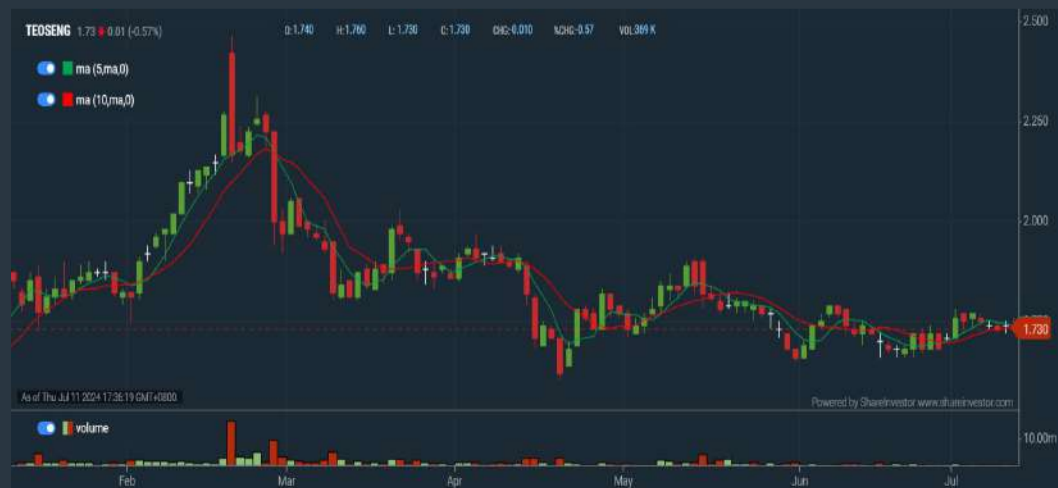 TEOSENG 1.73 0.01 (-0.57%) O: 1.740 H: 1.760 L: 1.730 C: 1.730 CHG:-0.010 %CHG:-0.57 VOL:369 K
ma (5,ma,0)
ma (10,ma,0)
2.500
2.250
2.000
1.730
As of Thu Jul 11 2024 17:36:19 GMT+0800
Powered by ShareInvestor www.shareinvestor.com
volume
10.00m
Feb Mar Apr May Jun Jul